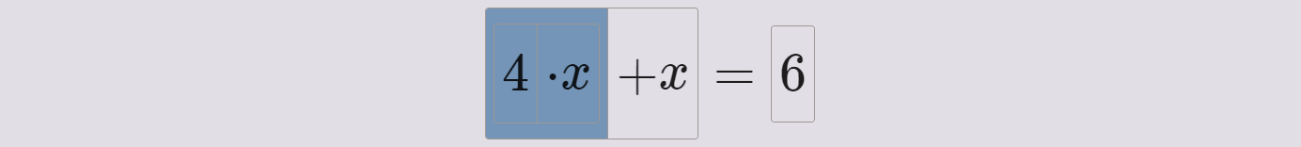 4 ·x +x = 6